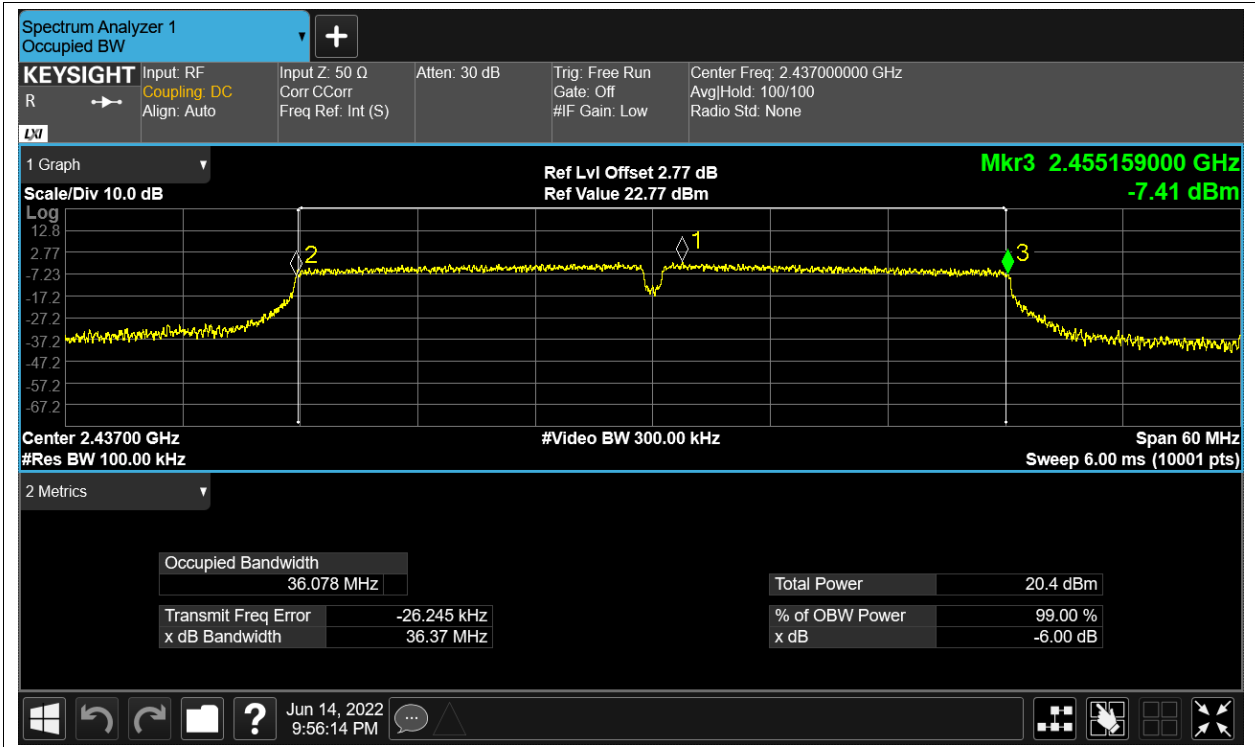 Spectrum Analyzer 1
Occupied BW
KEYSIGHT
R
LXI
Input: RF
Coupling: DC
Align: Auto
Input Z: 50 Ω
Corr CCorr
Freq Ref: Int (S)
Atten: 30 dB
Trig: Free Run
Gate: Off
#IF Gain: Low
Center Freq: 2.437000000 GHz
Avg|Hold: 100/100
Radio Std: None
1 Graph
Scale/Div 10.0 dB
Ref Lvl Offset 2.77 dB
Ref Value 22.77 dBm
Mkr3 2.455159000 GHz
-7.41 dBm
Log
12.8
2.77
-7.23
-17.2
-27.2
-37.2
-47.2
-57.2
-67.2
2
1
3
Center 2.43700 GHz
#Video BW 300.00 kHz
Span 60 MHz
#Res BW 100.00 kHz
Sweep 6.00 ms (10001 pts)
2 Metrics
Occupied Bandwidth
36.078 MHz
Transmit Freq Error -26.245 kHz
x dB Bandwidth 36.37 MHz
Total Power 20.4 dBm
% of OBW Power 99.00 %
x dB -6.00 dB
?
Jun 14, 2022
9:56:14 PM